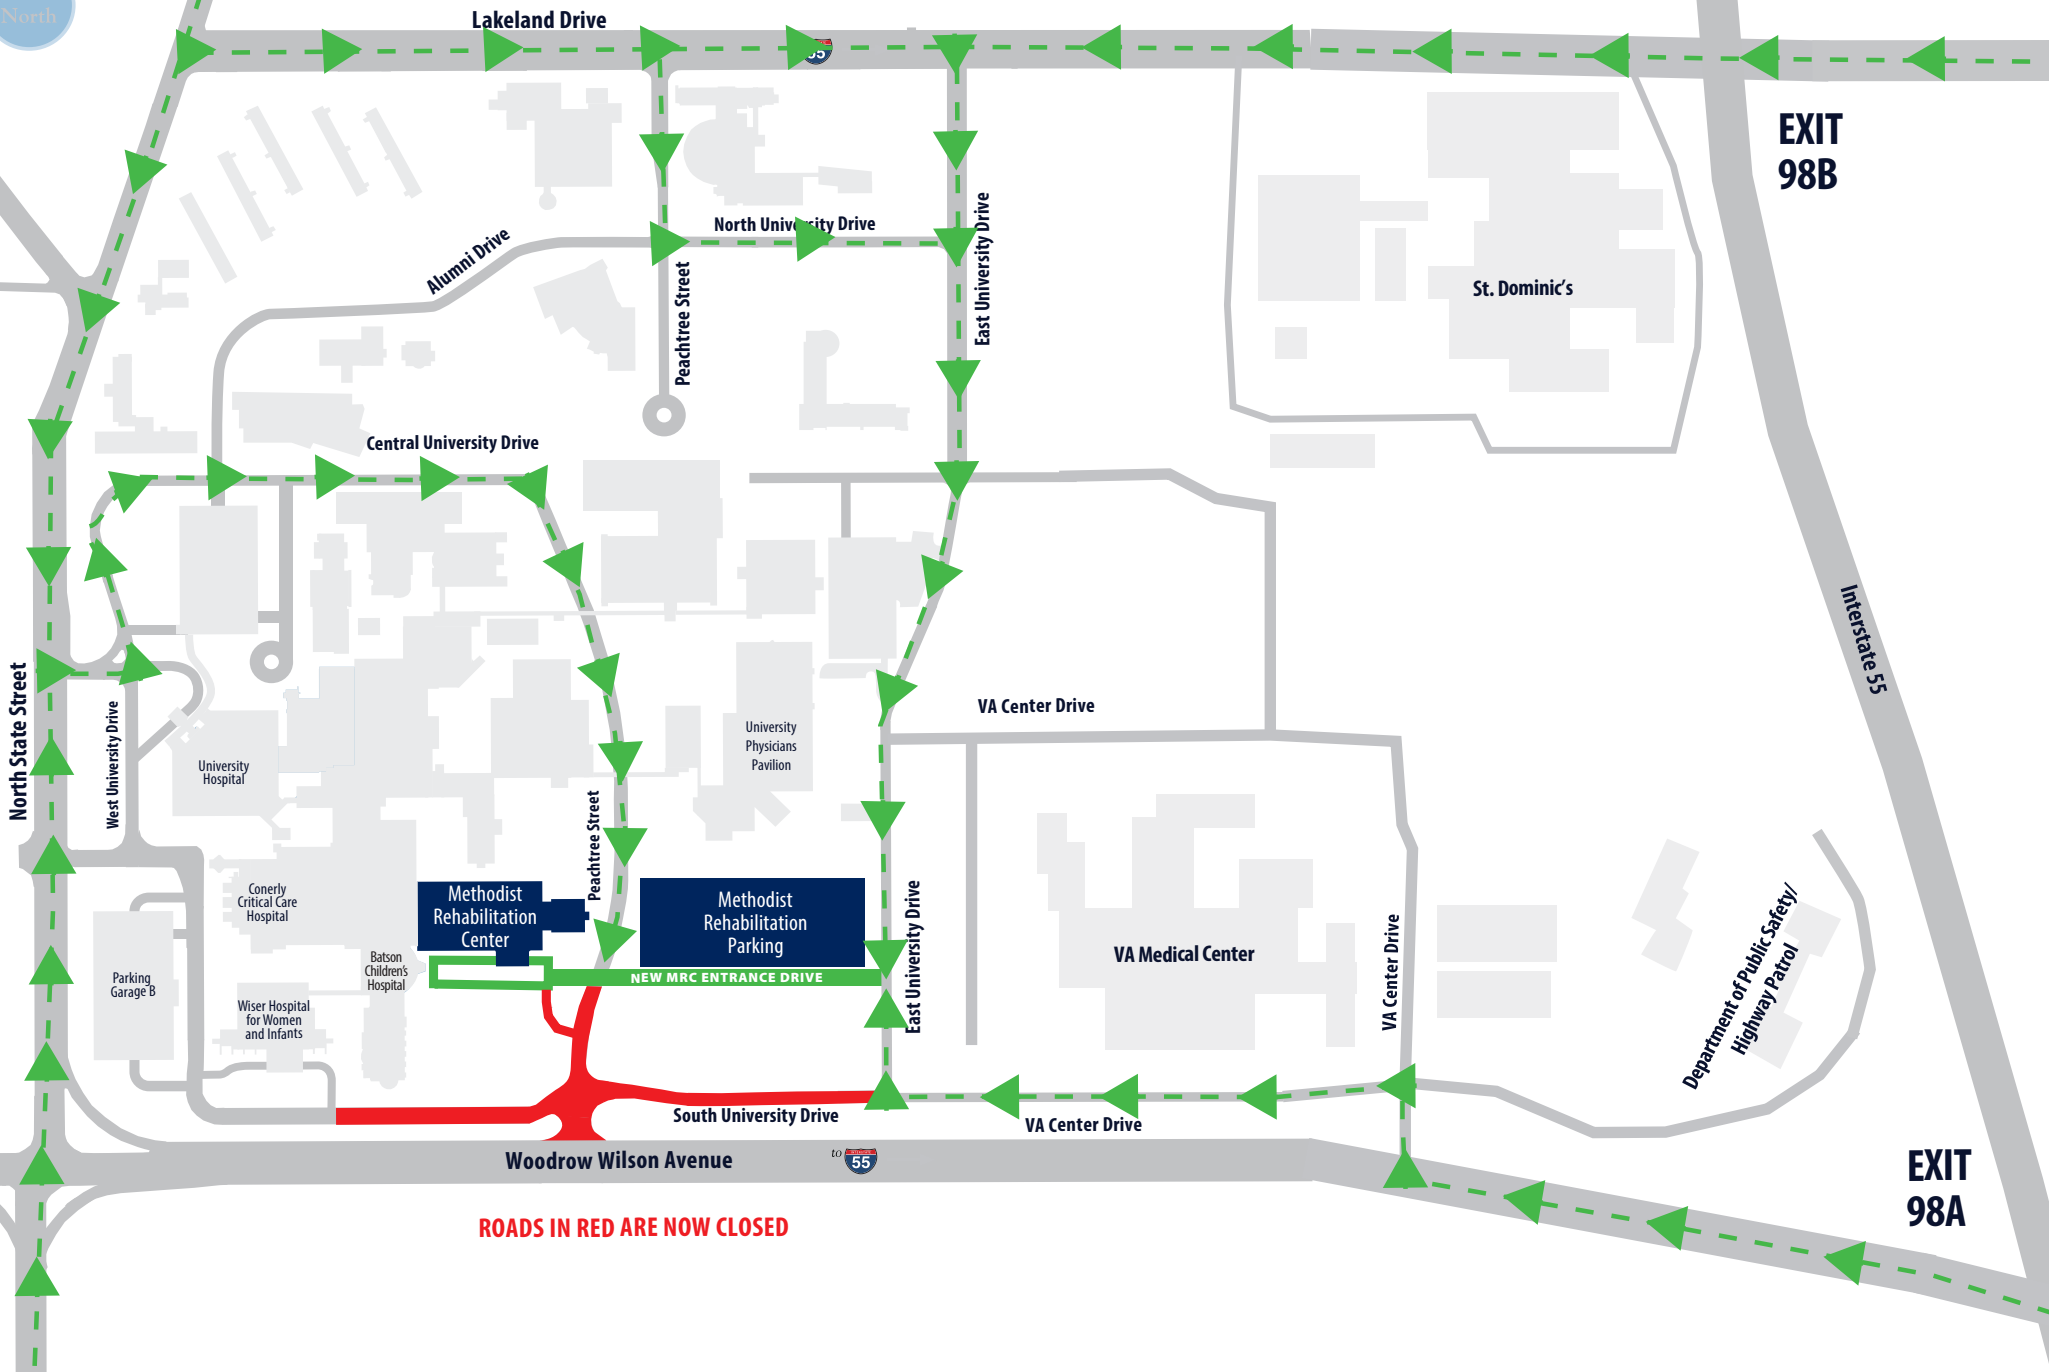 North
Lakeland Drive
55
EXIT
98B
North University Drive
Alumni Drive
East University Drive
Peachtree Street
St. Dominic's
Central University Drive
Interstate 55
North State Street
West University Drive
VA Center Drive
University
Physicians
Pavilion
University
Hospital
Peachtree Street
Methodist
Rehabilitation
Center
Methodist
Rehabilitation
Parking
Conerly
Critical Care
Hospital
East University Drive
VA Center Drive
Department of Public Safety/
Highway Patrol
VA Medical Center
Batson
Children's
Hospital
NEW MRC ENTRANCE DRIVE
Parking
Garage B
Wiser Hospital
for Women
and Infants
South University Drive
VA Center Drive
Woodrow Wilson Avenue
to
55
EXIT
98A
ROADS IN RED ARE NOW CLOSED